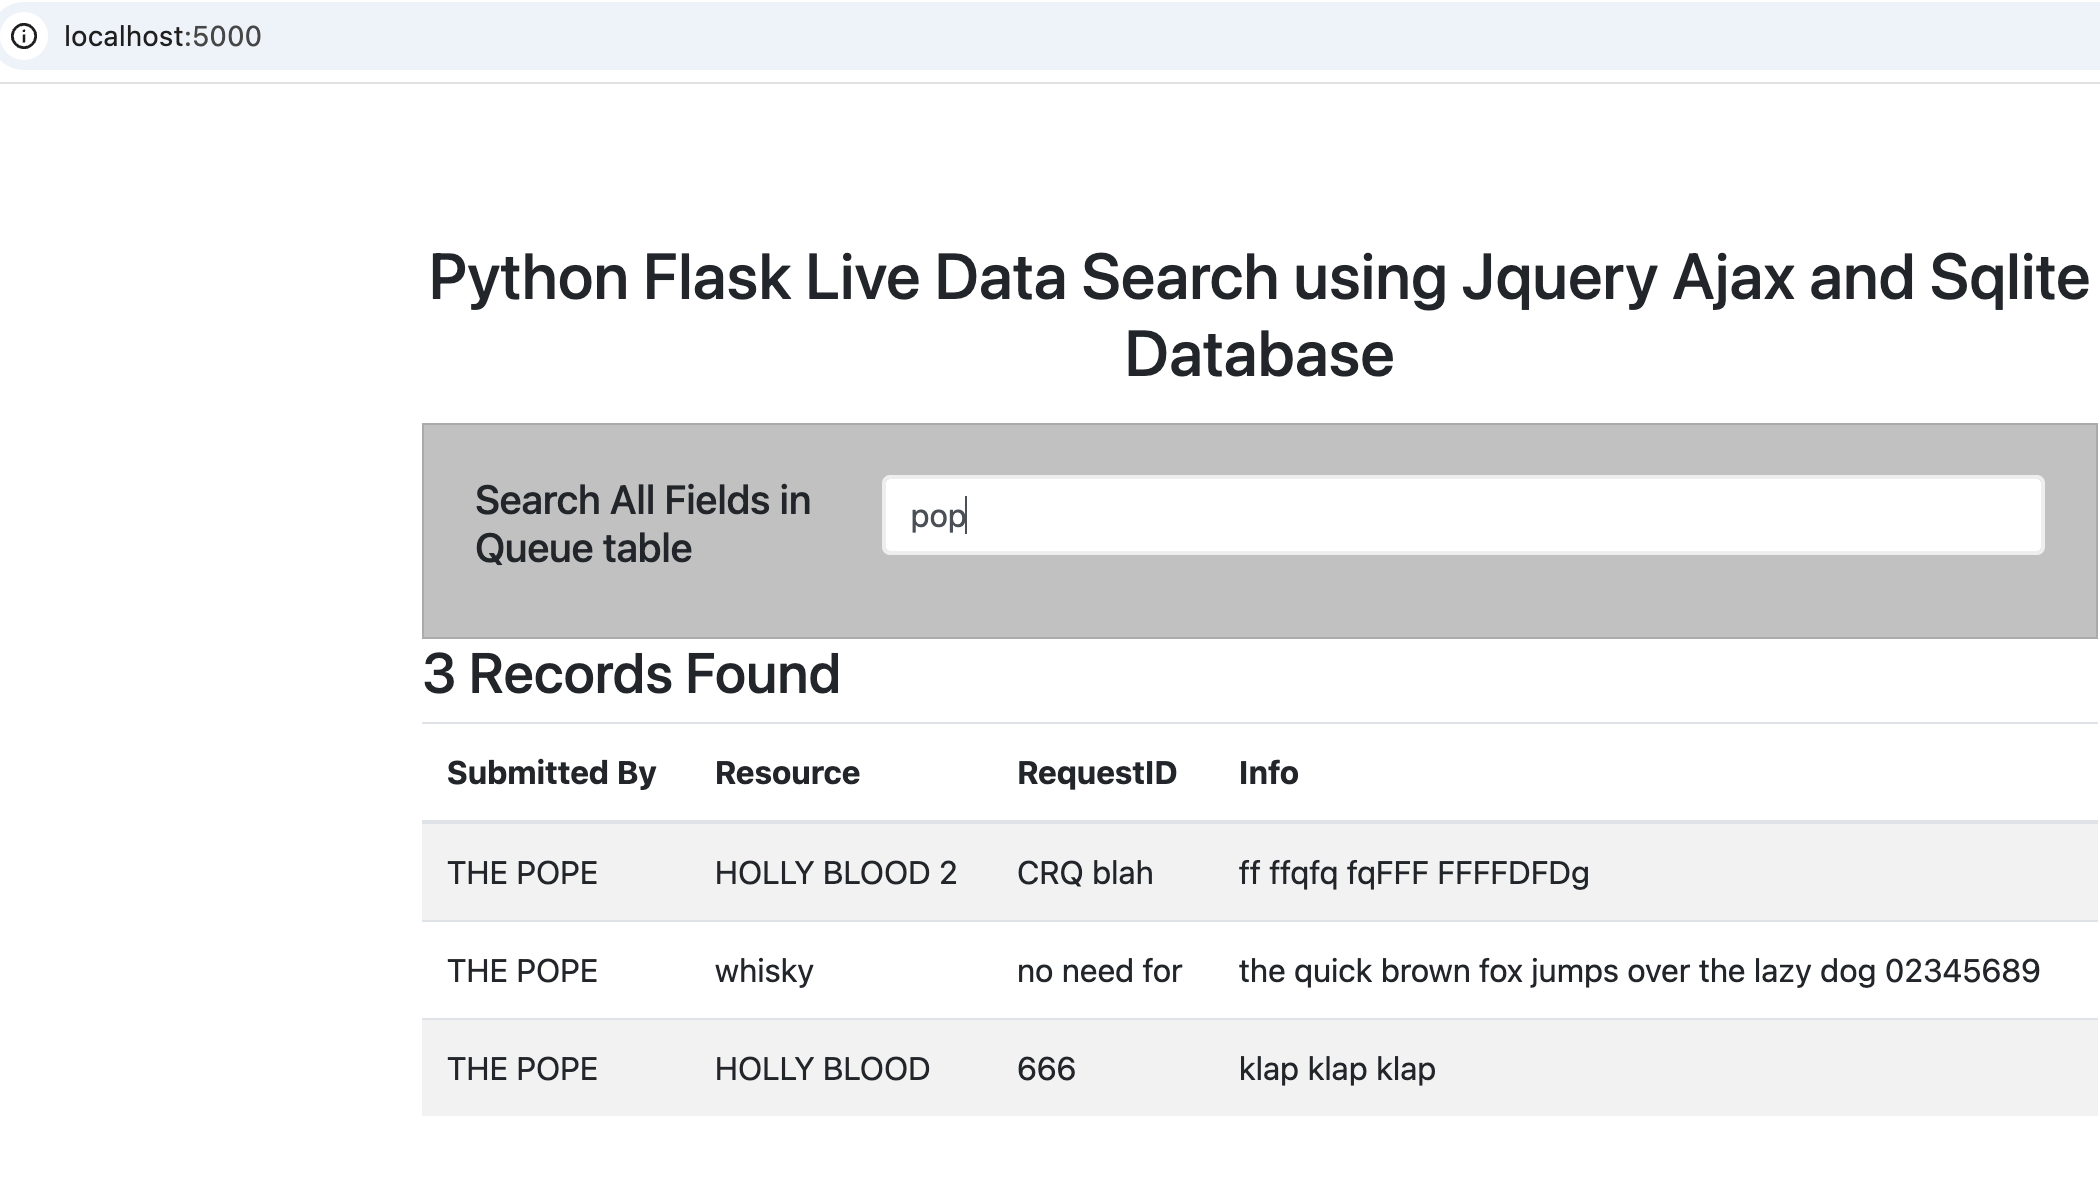 localhost:5000
Python Flask Live Data Search using Jquery Ajax and Sqlite
Database
Search All Fields in
Queue table
pop
3 Records Found
Submitted By Resource RequestID Info
THE POPE HOLLY BLOOD 2 CRQ blah ff ffqfq fqFFF FFFFDFDg
THE POPE whisky no need for the quick brown fox jumps over the lazy dog 02345689
THE POPE HOLLY BLOOD 666 klap klap klap